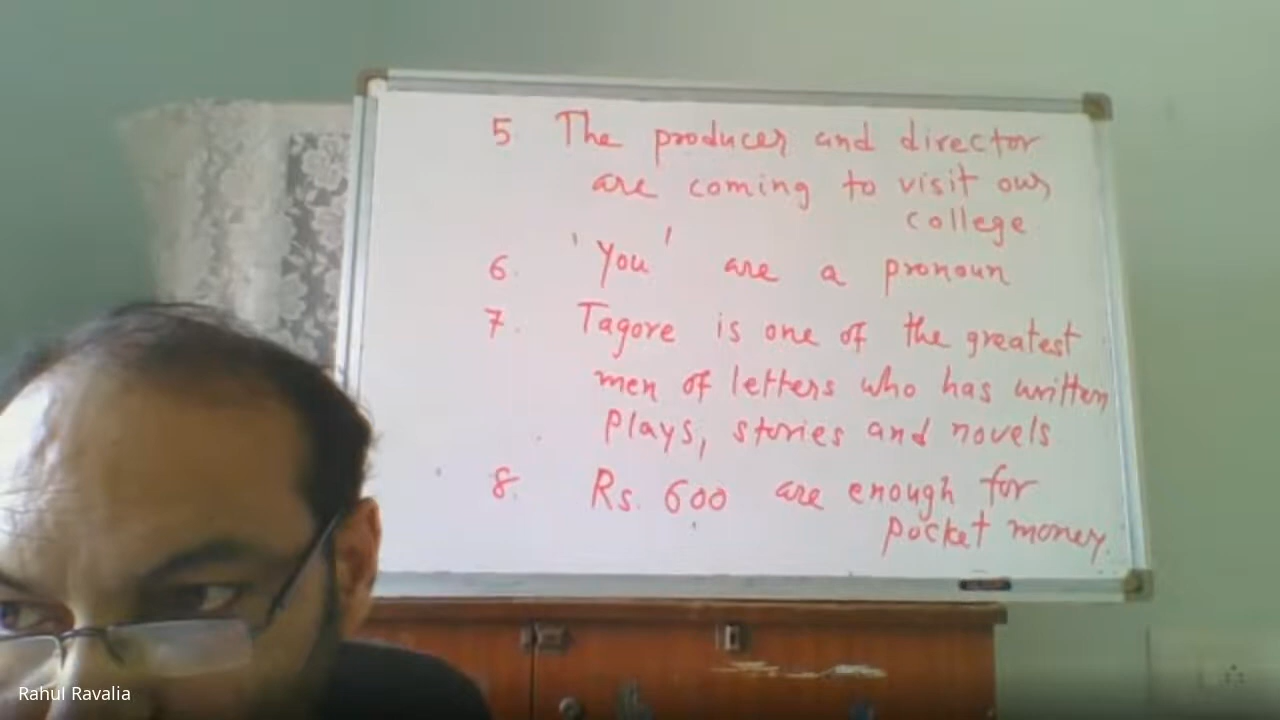 5 The producer and director
are coming to visit our
college
6. 'You' are a pronoun
7. Tagore is one of the greatest
men of letters who has written
Plays, stories and novels
8. Rs. 600 are enough for
pocket money.
Rahul Ravalia